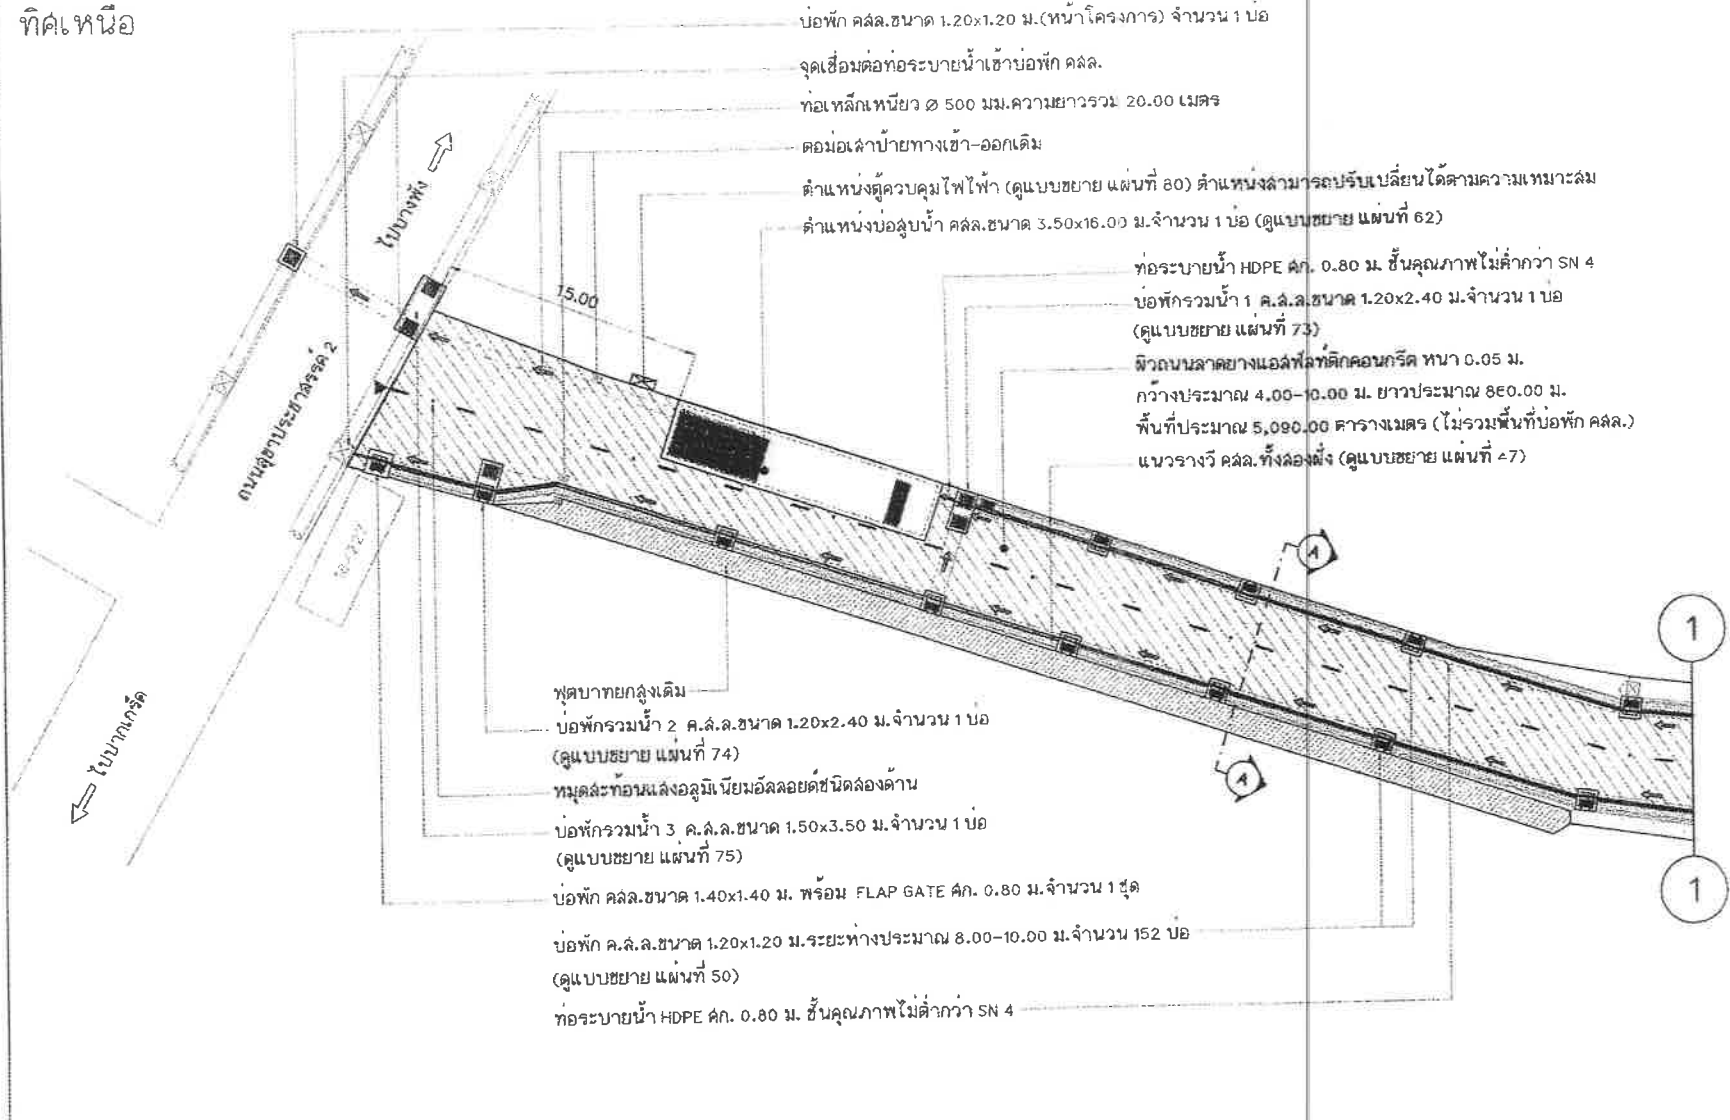 ทิศเหนือ
บ่อพัก คสล.ขนาด 1.20x1.20 ม.(หน้าโครงการ) จำนวน 1 บ่อ
จุดเชื่อมต่อท่อระบายน้ำเข้าบ่อพัก คสล.
ท่อเหล็กเหนียว Ø 500 มม.ความยาวรวม 20.00 เมตร
ตอม่อเสาป้ายทางเข้า-ออกเดิม
ตำแหน่งตู้ควบคุมไฟไฟ้า (ดูแบบขยาย แผ่นที่ 80) ตำแหน่งสามารถปรับเปลี่ยนได้ตามความเหมาะสม
ตำแหน่งบ่อสูบน้ำ คสล.ขนาด 3.50x16.00 ม.จำนวน 1 บ่อ (ดูแบบขยาย แผ่นที่ 62)
ท่อระบายน้ำ HDPE ศก. 0.80 ม. ชั้นคุณภาพไม่ต่ำกว่า SN 4
บ่อพักรวมน้ำ 1 ค.ส.ล.ขนาด 1.20x2.40 ม.จำนวน 1 บ่อ
(ดูแบบขยาย แผ่นที่ 73)
ผิวถนนลาดยางแอสฟัลท์ติกคอนกรีต หนา 0.05 ม.
กว้างประมาณ 4.00-10.00 ม. ยาวประมาณ 860.00 ม.
พื้นที่ประมาณ 5,090.00 ตารางเมตร (ไม่รวมพื้นที่บ่อพัก คสล.)
แนวรางวี คสล.ทั้งสองฝั่ง (ดูแบบขยาย แผ่นที่ 47)
ไปบางพัง
15.00
ถนนสุขาประชาสรรค์ 2
A
1
ฟุตบาทยกสูงเดิม
บ่อพักรวมน้ำ 2 ค.ส.ล.ขนาด 1.20x2.40 ม.จำนวน 1 บ่อ
(ดูแบบขยาย แผ่นที่ 74)
ไปปากเกร็ด
A
หมุดสะท้อนแสงอลูมิเนียมอัลลอยด์ชนิดสองด้าน
บ่อพักรวมน้ำ 3 ค.ส.ล.ขนาด 1.50x3.50 ม.จำนวน 1 บ่อ
(ดูแบบขยาย แผ่นที่ 75)
บ่อพัก คสล.ขนาด 1.40x1.40 ม. พร้อม FLAP GATE ศก. 0.80 ม.จำนวน 1 ชุด
1
บ่อพัก ค.ส.ล.ขนาด 1.20x1.20 ม.ระยะห่างประมาณ 8.00-10.00 ม.จำนวน 152 บ่อ
(ดูแบบขยาย แผ่นที่ 50)
ท่อระบายน้ำ HDPE ศก. 0.80 ม. ชั้นคุณภาพไม่ต่ำกว่า SN 4